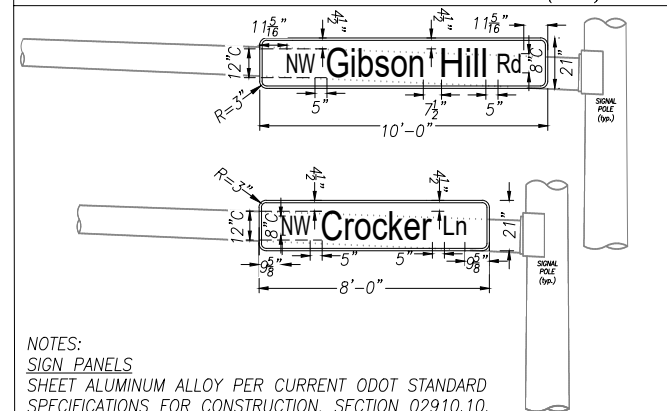 11 5/16" 4 1/2" 4 1/2" 11 5/16"
12"C NW Gibson Hill Rd 8"C 21"
R=3" 5" 7 1/2" 5"
10'-0"
SIGNAL
POLE
(typ.)
R=3" 4 1/2" 4 1/2"
12"C 8"C NW Crocker Ln 21"
9 5/8" 5" 5" 9 5/8"
8'-0"
SIGNAL
POLE
(typ.)
NOTES:
SIGN PANELS
SHEET ALUMINUM ALLOY PER CURRENT ODOT STANDARD
SPECIFICATIONS FOR CONSTRUCTION, SECTION 02910.10.